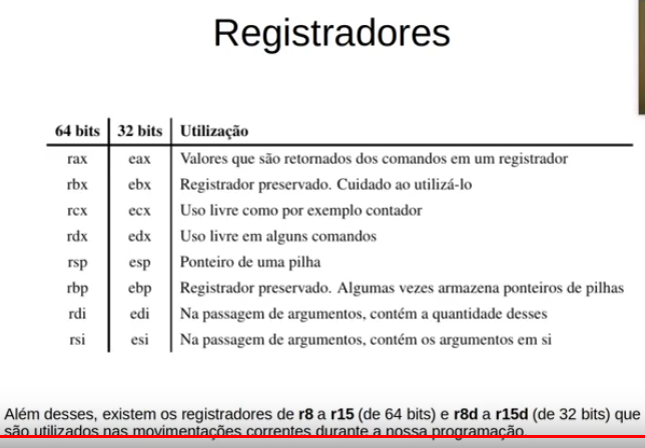 Registradores
64 bits 32 bits Utilização
rax eax Valores que são retornados dos comandos em um registrador
rbx ebx Registrador preservado. Cuidado ao utilizá-lo
rcx ecx Uso livre como por exemplo contador
rdx edx Uso livre em alguns comandos
rsp esp Ponteiro de uma pilha
rbp ebp Registrador preservado. Algumas vezes armazena ponteiros de pilhas
rdi edi Na passagem de argumentos, contém a quantidade desses
rsi esi Na passagem de argumentos, contém os argumentos em si
Além desses, existem os registradores de r8 a r15 (de 64 bits) e r8d a r15d (de 32 bits) que
são utilizados nas movimentações correntes durante a nossa programação